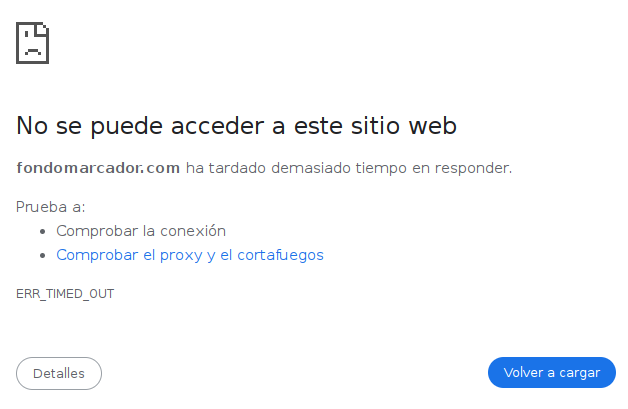 No se puede acceder a este sitio web
fondomarcador.com ha tardado demasiado tiempo en responder.
Prueba a:
Comprobar la conexión
Comprobar el proxy y el cortafuegos
ERR_TIMED_OUT
Detalles
Volver a cargar